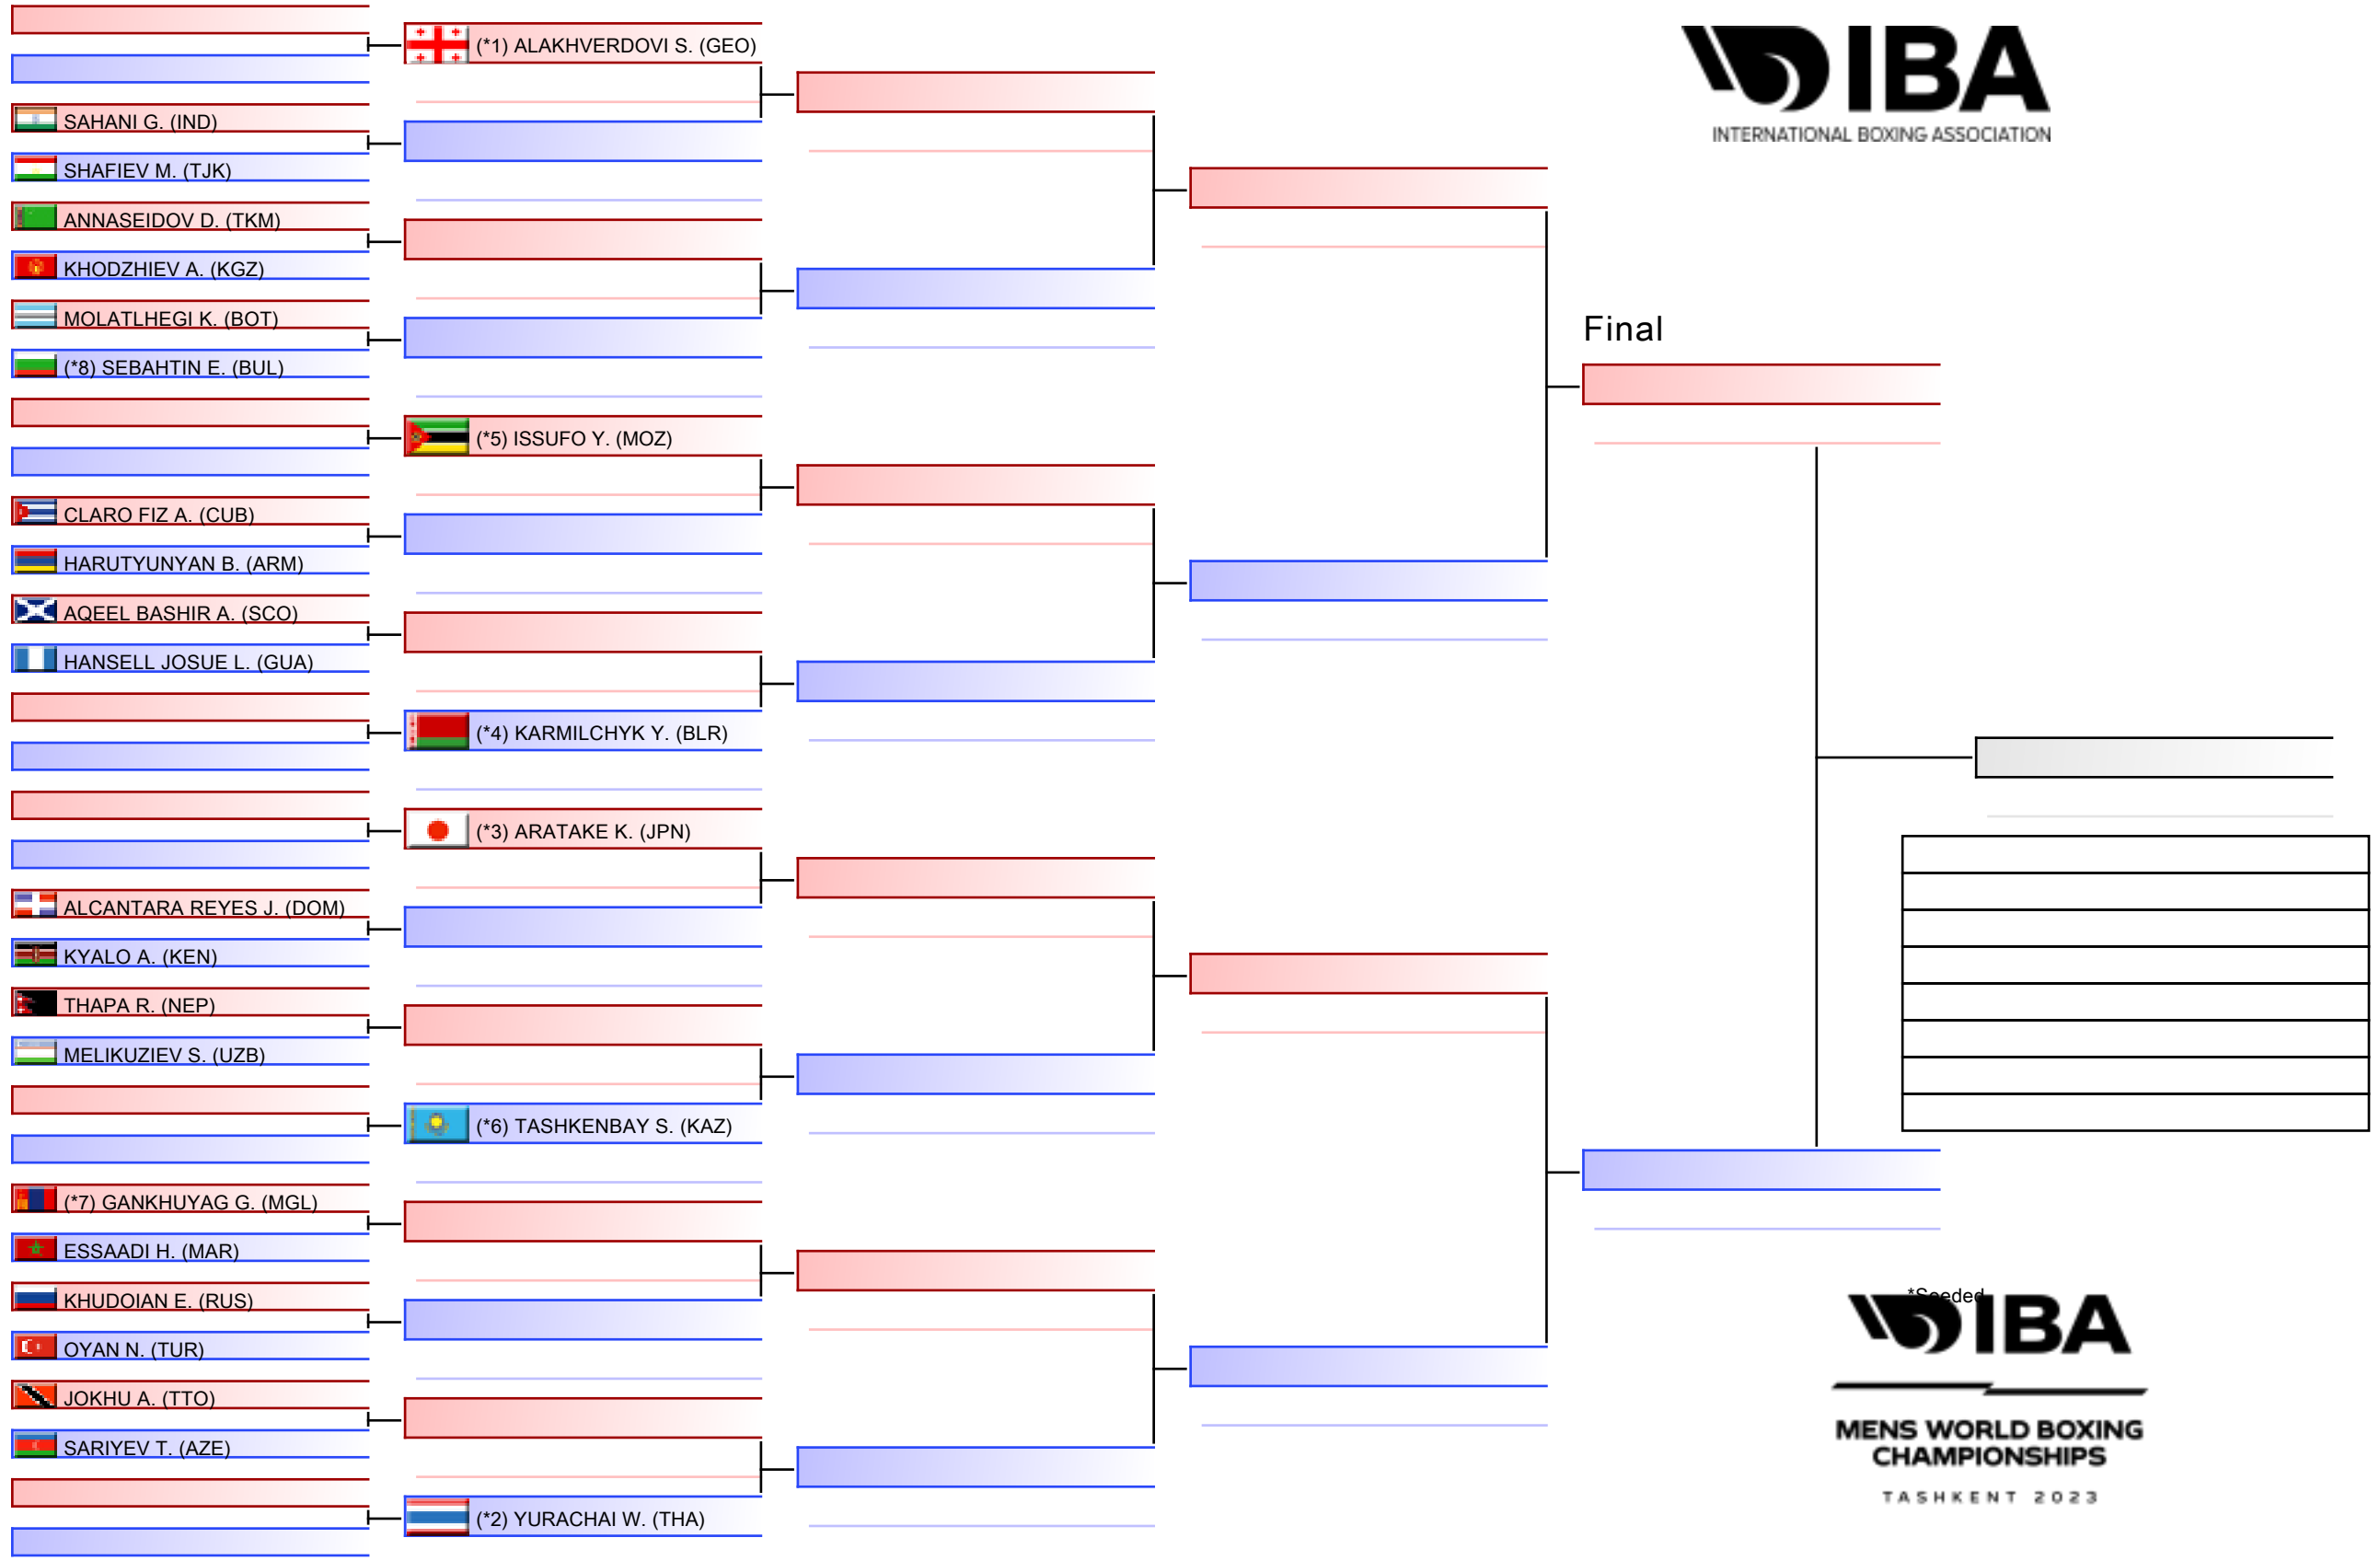 (*1) ALAKHVERDOVI S. (GEO)
IBA
INTERNATIONAL BOXING ASSOCIATION
SAHANI G. (IND)
SHAFIEV M. (TJK)
ANNASEIDOV D. (TKM)
KHODZHIEV A. (KGZ)
MOLATLHEGI K. (BOT)
Final
(*8) SEBAHTIN E. (BUL)
(*5) ISSUFO Y. (MOZ)
CLARO FIZ A. (CUB)
HARUTYUNYAN B. (ARM)
AQEEL BASHIR A. (SCO)
HANSELL JOSUE L. (GUA)
(*4) KARMILCHYK Y. (BLR)
(*3) ARATAKE K. (JPN)
ALCANTARA REYES J. (DOM)
KYALO A. (KEN)
THAPA R. (NEP)
MELIKUZIEV S. (UZB)
(*6) TASHKENBAY S. (KAZ)
(*7) GANKHUYAG G. (MGL)
ESSAADI H. (MAR)
KHUDOIAN E. (RUS)
OYAN N. (TUR)
JOKHU A. (TTO)
SARIYEV T. (AZE)
(*2) YURACHAI W. (THA)
*Seeded
IBA
MENS WORLD BOXING
CHAMPIONSHIPS
TASHKENT 2023